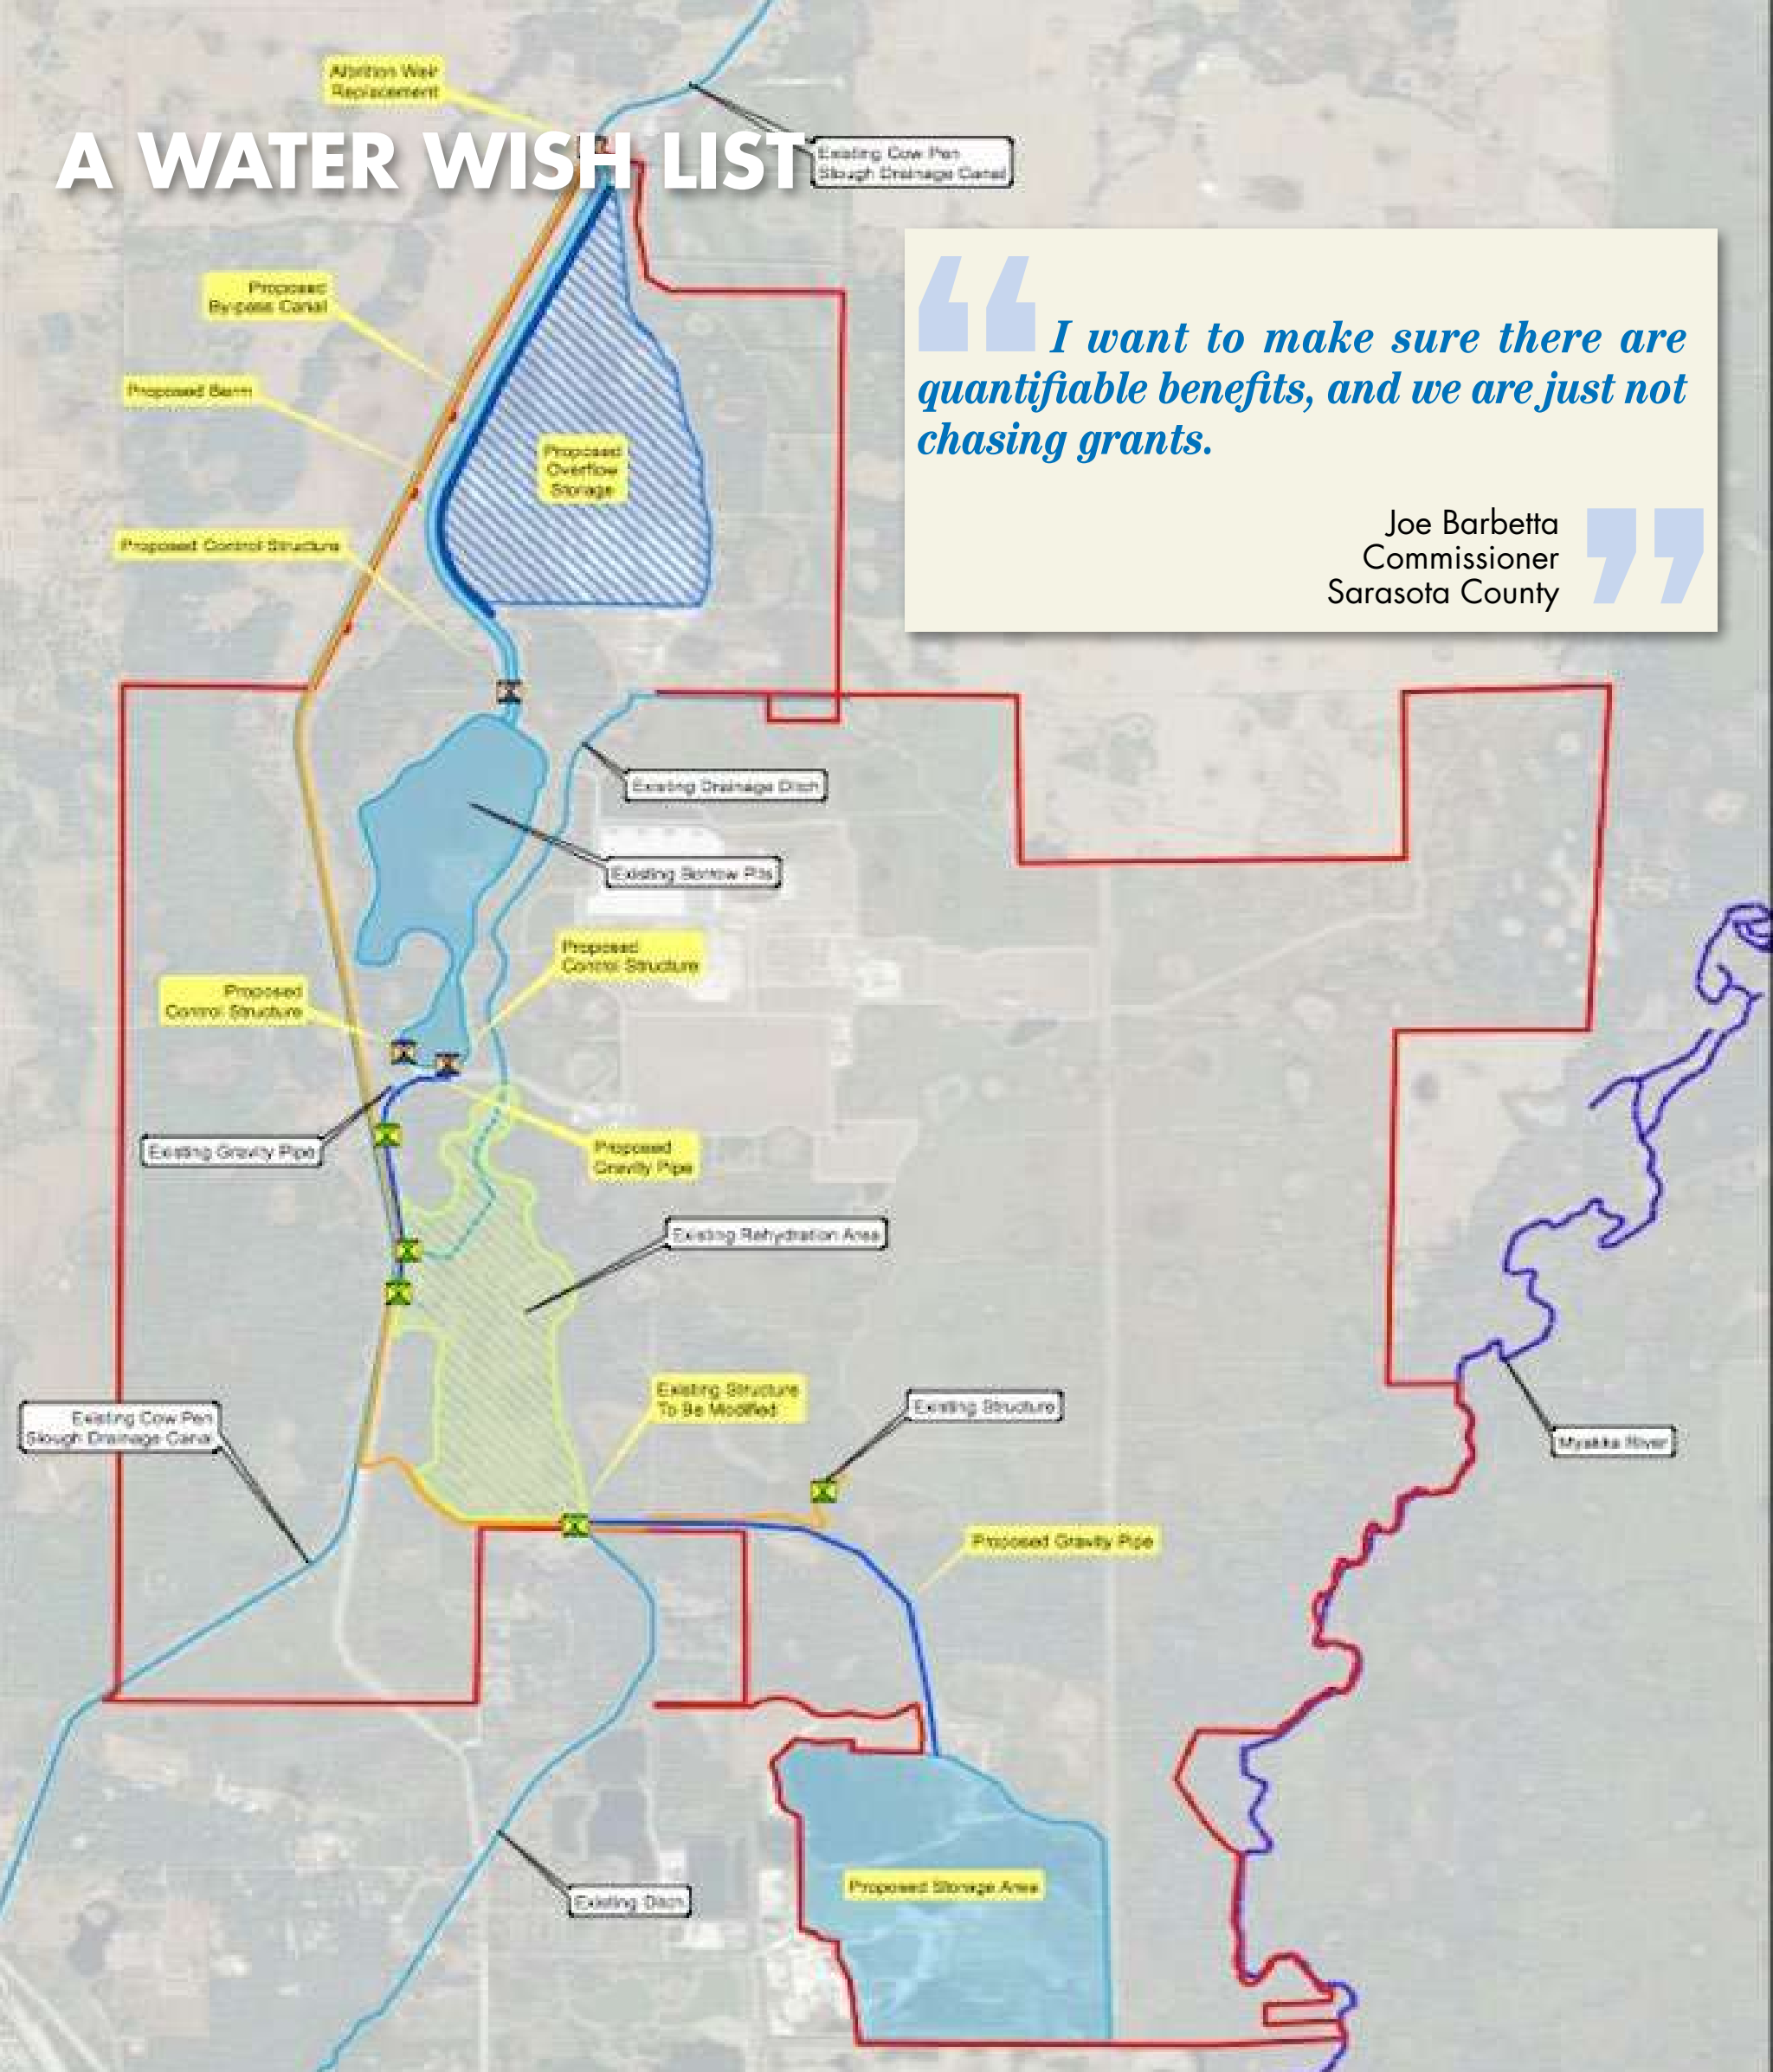 Albritton Weir
Replacement
A WATER WISH LIST
Existing Cow Pen
Slough Drainage Canal
“I want to make sure there are
quantifiable benefits, and we are just not
chasing grants.
Joe Barbetta
Commissioner
Sarasota County”
Proposed
By-pass Canal
Proposed Berm
Proposed
Overflow
Storage
Proposed Control Structure
Existing Drainage Ditch
Existing Borrow Pits
Proposed
Control Structure
Proposed
Control Structure
Existing Gravity Pipe
Proposed
Gravity Pipe
Existing Rehydration Area
Existing Structure
To Be Modified
Existing Structure
Existing Cow Pen
Slough Drainage Canal
Myakka River
Proposed Gravity Pipe
Proposed Storage Area
Existing Ditch